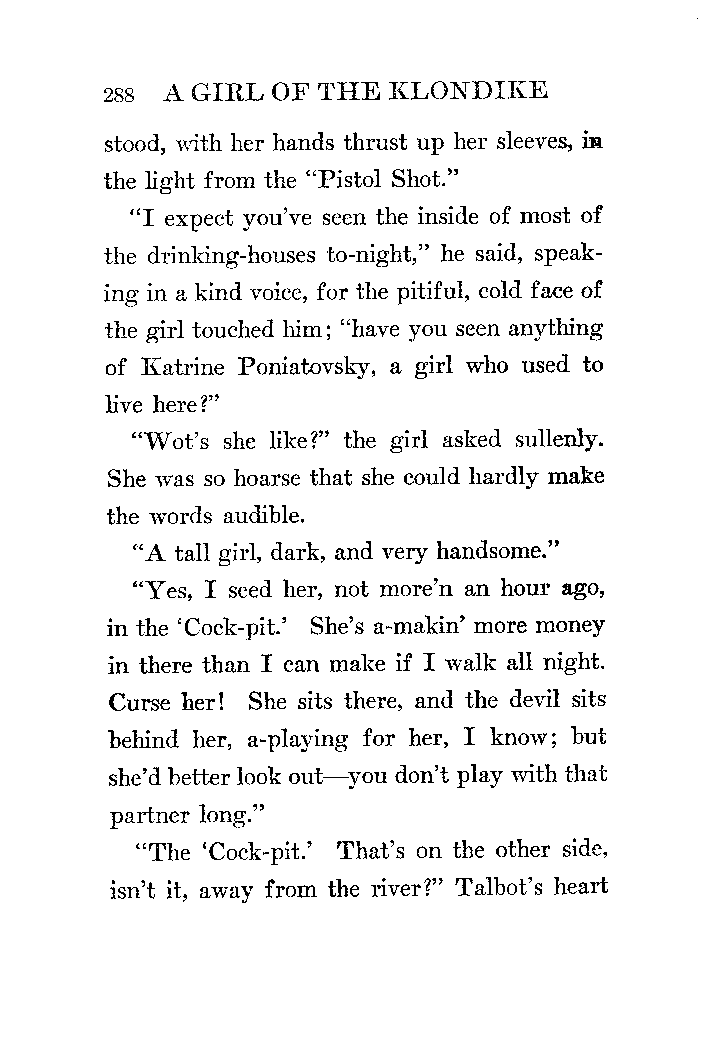 288 A GIRL OF THE KLONDIKE
stood, with her hands thrust up her sleeves, in
the light from the “Pistol Shot.”
“I expect you’ve seen the inside of most of
the drinking-houses to-night,” he said, speak-
ing in a kind voice, for the pitiful, cold face of
the girl touched him; “have you seen anything
of Katrine Poniatovsky, a girl who used to
live here?”
“Wot’s she like?” the girl asked sullenly.
She was so hoarse that she could hardly make
the words audible.
“A tall girl, dark, and very handsome.”
“Yes, I seed her, not more’n an hour ago,
in the ‘Cock-pit.’ She’s a-makin’ more money
in there than I can make if I walk all night.
Curse her! She sits there, and the devil sits
behind her, a-playing for her, I know; but
she’d better look out—you don’t play with that
partner long.”
“The ‘Cock-pit.’ That’s on the other side,
isn’t it, away from the river?” Talbot’s heart